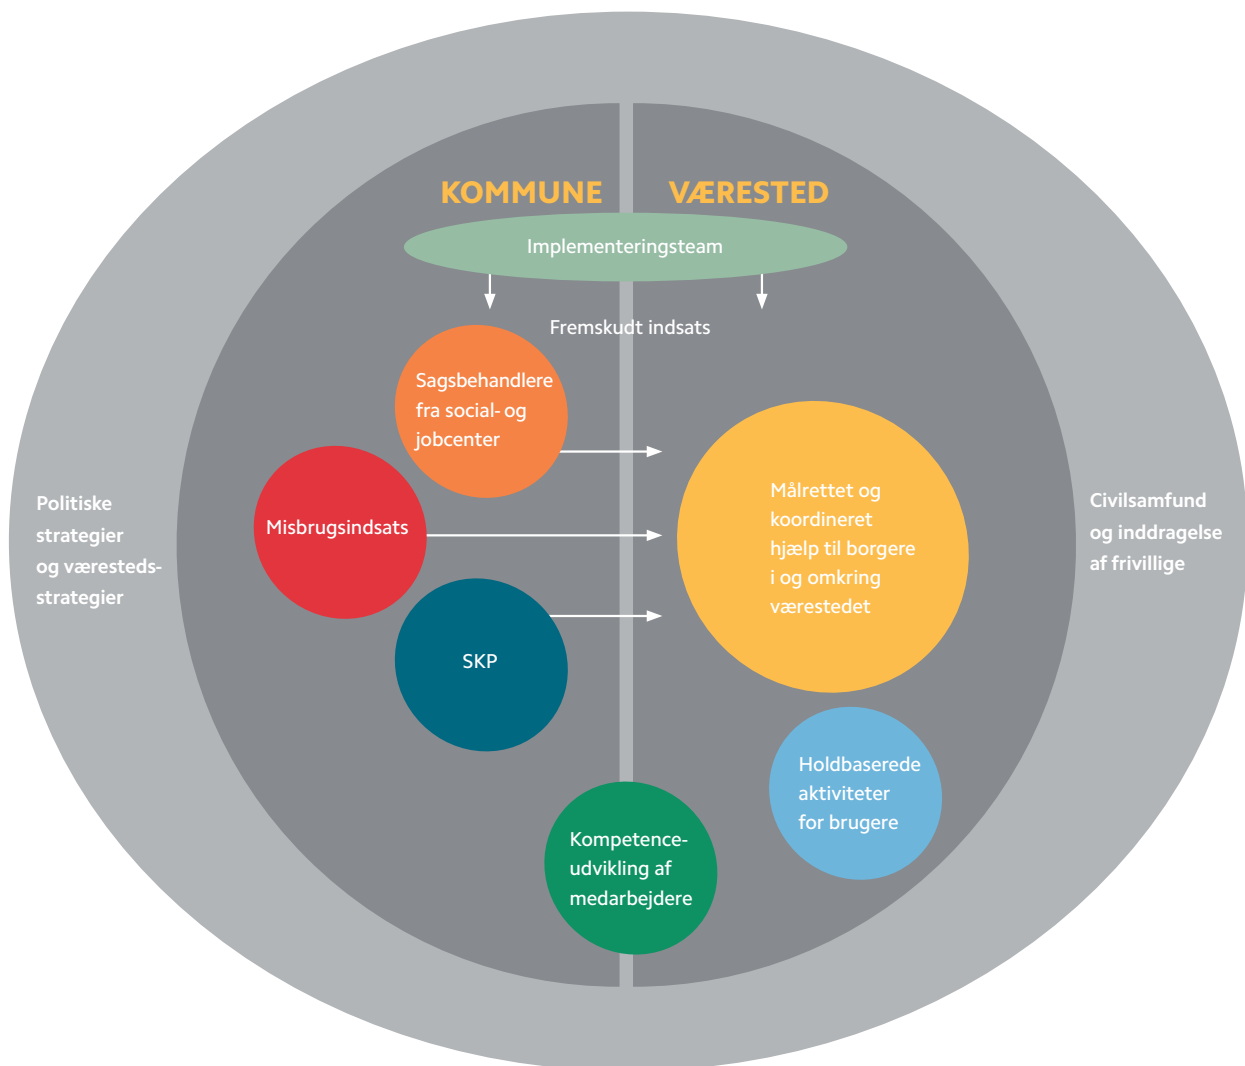 KOMMUNE
VÆRESTED
Implementeringsteam
Fremskudt indsats
Sagsbehandlere
fra social- og
jobcenter
Misbrugsindsats
SKP
Målrettet og
koordineret
hjælp til borgere
i og omkring
værestedet
Holdbaserede
aktiviteter
for brugere
Kompetence-
udvikling af
medarbejdere
Politiske
strategier
og væresteds-
strategier
Civilsamfund
og inddragelse
af frivillige